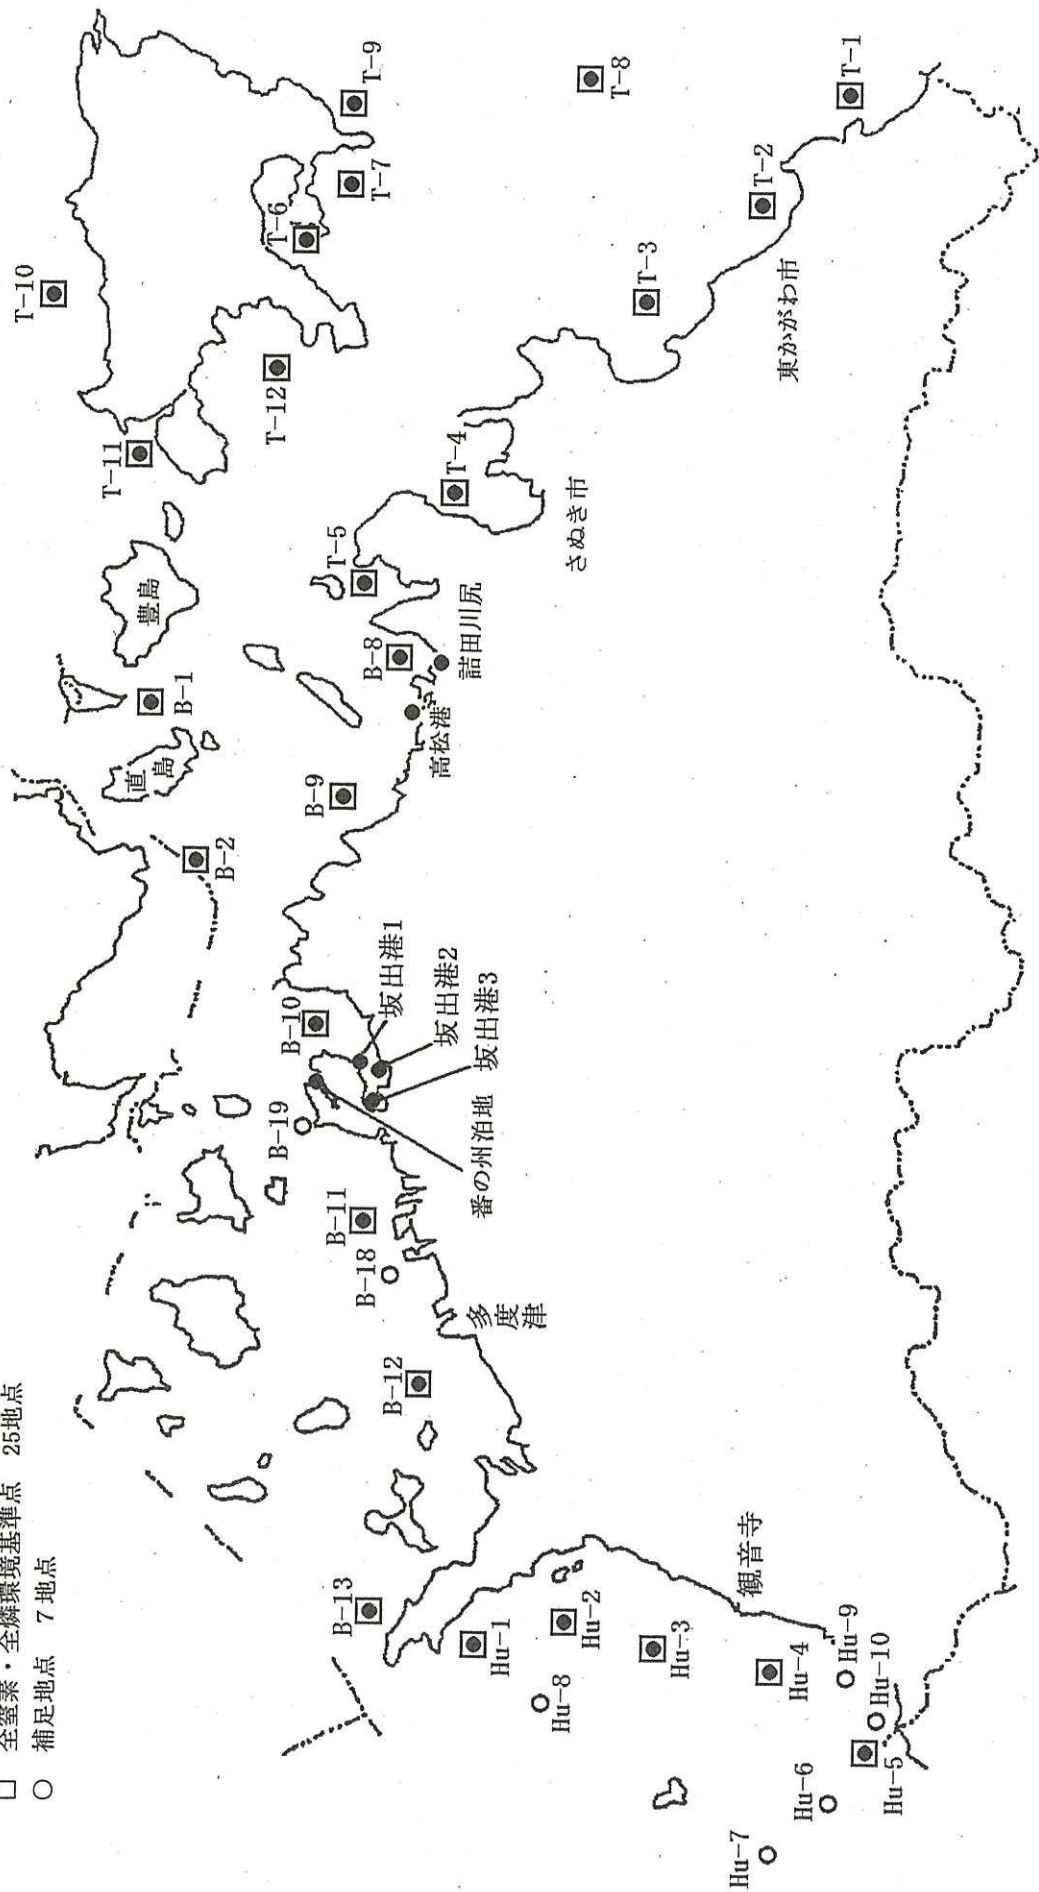 □ 全窒素・全燐環境基準点 25地点
○ 補足地点 7地点
T-10
T-11
T-12
T-6
T-7
T-9
T-8
T-1
T-2
T-3
東かがわ市
T-4
さぬき市
T-5
豊島
B-1
直島
B-2
B-8
詰田川尻
高松港
B-9
B-10
坂出港1
坂出港2
坂出港3
番の州泊地
B-19
B-11
B-18
多度津
B-12
B-13
Hu-1
Hu-2
Hu-8
Hu-3
観音寺
Hu-4
Hu-9
Hu-10
Hu-5
Hu-6
Hu-7